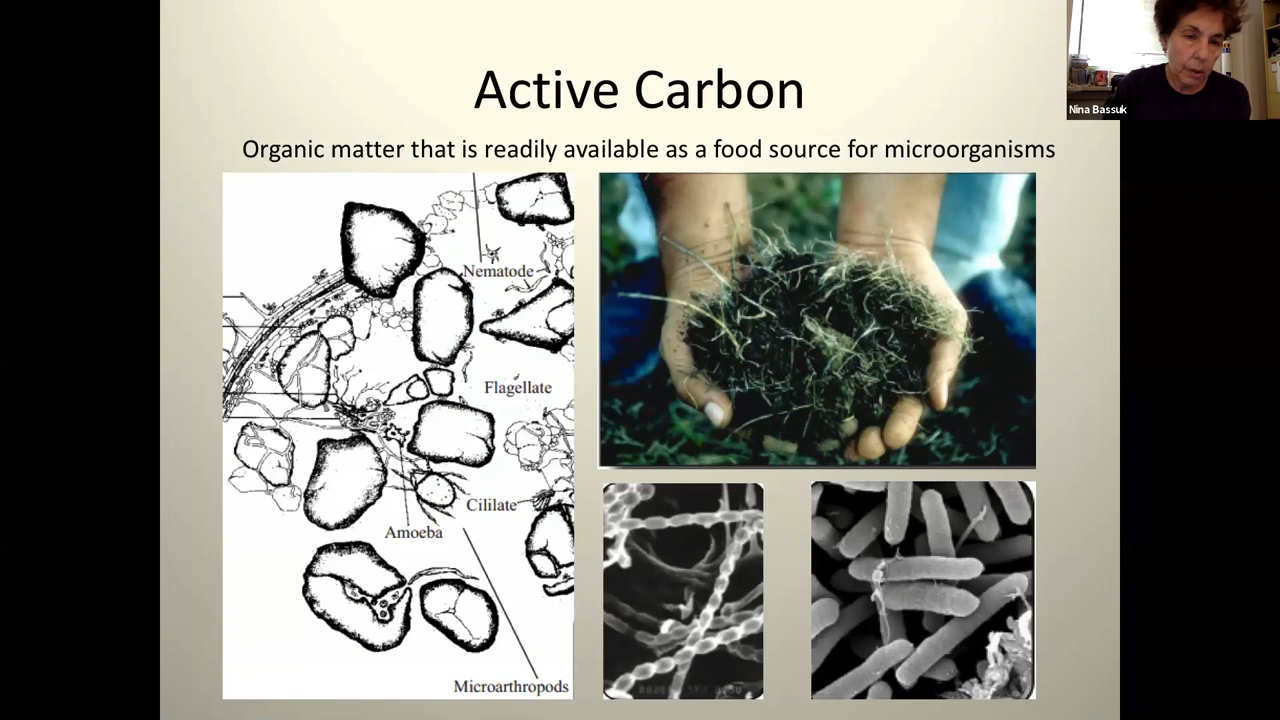 Active Carbon
Nina Bassuk
Organic matter that is readily available as a food source for microorganisms
Nematode
Flagellate
Cililate
Amoeba
Microarthropods